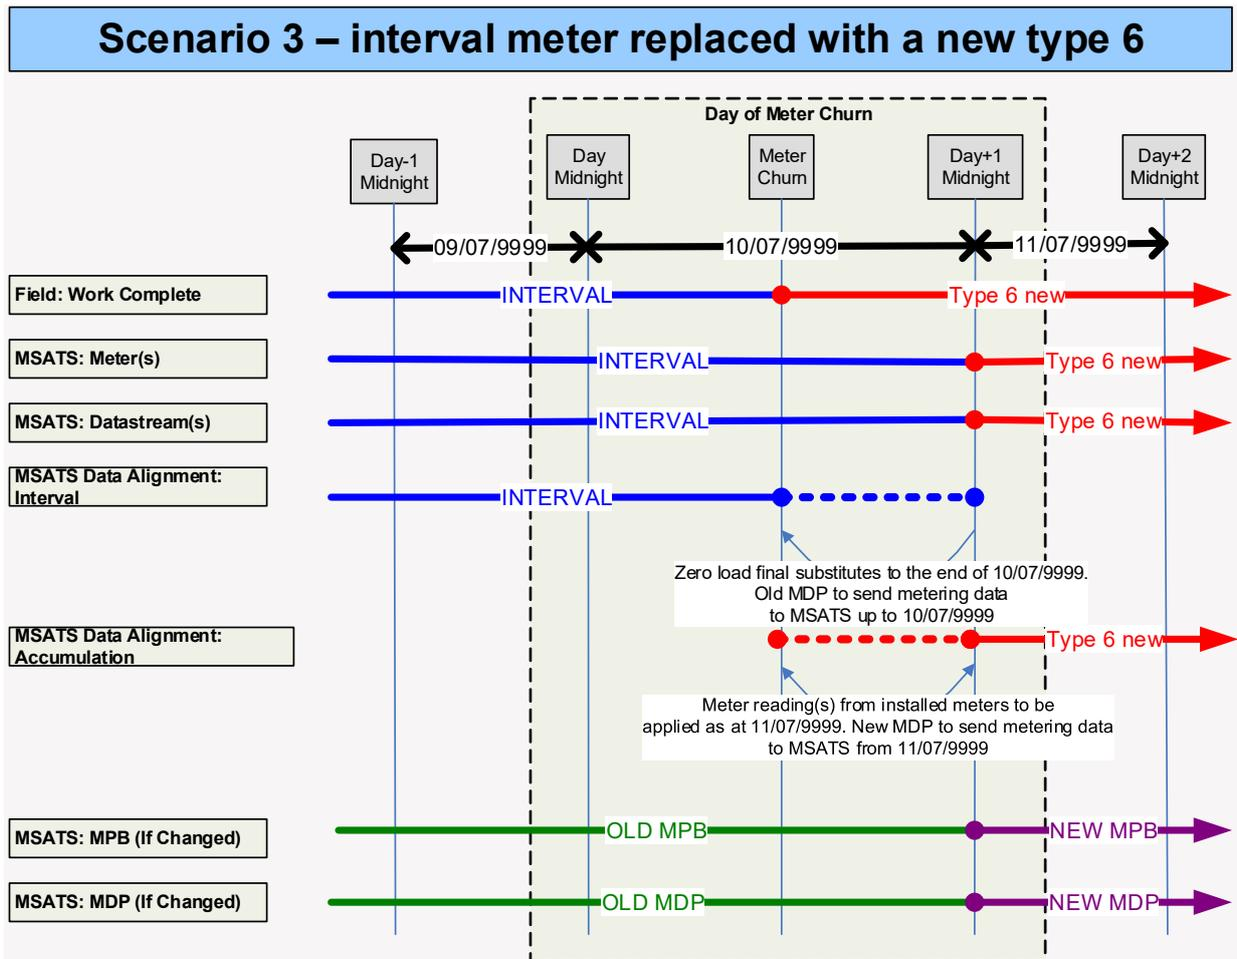 Scenario 3 – interval meter replaced with a new type 6
Day of Meter Churn
Day-1
Midnight
Day
Midnight
Meter
Churn
Day+1
Midnight
Day+2
Midnight
09/07/9999
10/07/9999
11/07/9999
Field: Work Complete
INTERVAL
Type 6 new
MSATS: Meter(s)
INTERVAL
Type 6 new
MSATS: Datastream(s)
INTERVAL
Type 6 new
MSATS Data Alignment:
Interval
INTERVAL
Zero load final substitutes to the end of 10/07/9999.
Old MDP to send metering data
to MSATS up to 10/07/9999
MSATS Data Alignment:
Accumulation
Type 6 new
Meter reading(s) from installed meters to be
applied as at 11/07/9999. New MDP to send metering data
to MSATS from 11/07/9999
MSATS: MPB (If Changed)
OLD MPB
NEW MPB
MSATS: MDP (If Changed)
OLD MDP
NEW MDP